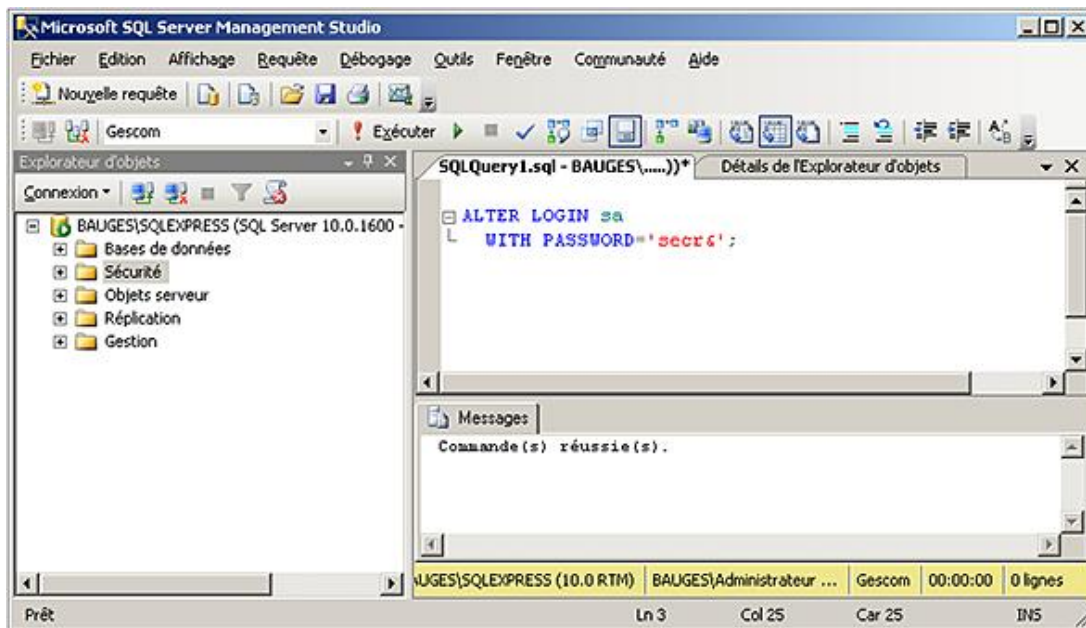 Microsoft SQL Server Management Studio
Fichier Edition Affichage Requête Débogage Outils Fenêtre Communauté Aide
Nouvelle requête
Gescom Exécuter
Explorateur d'objets
SQLQuery1.sql - BAUGES\.....))* Détails de l'Explorateur d'objets
Connexion
BAUGES\SQLEXPRESS (SQL Server 10.0.1600 -
Bases de données
Sécurité
Objets serveur
Réplication
Gestion
ALTER LOGIN sa
WITH PASSWORD='secr&';
Messages
Commande(s) réussie(s).
UGES\SQLEXPRESS (10.0 RTM) BAUGES\Administrateur ... Gescom 00:00:00 0 lignes
Prêt Ln 3 Col 25 Car 25 INS